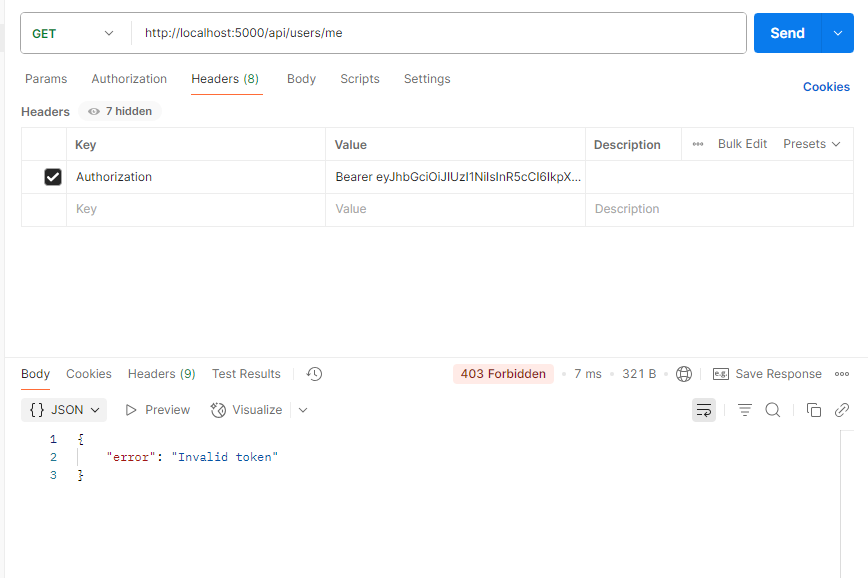 GET http://localhost:5000/api/users/me Send
Params Authorization Headers (8) Body Scripts Settings Cookies
Headers 7 hidden
Key Value Description Bulk Edit Presets
Authorization Bearer eyJhbGciOiJIUzI1NiIsInR5cCI6IkpX...
Key Value Description
Body Cookies Headers (9) Test Results 403 Forbidden 7 ms 321 B e.g. Save Response
{} JSON Preview Visualize
1 {
2 "error": "Invalid token"
3 }